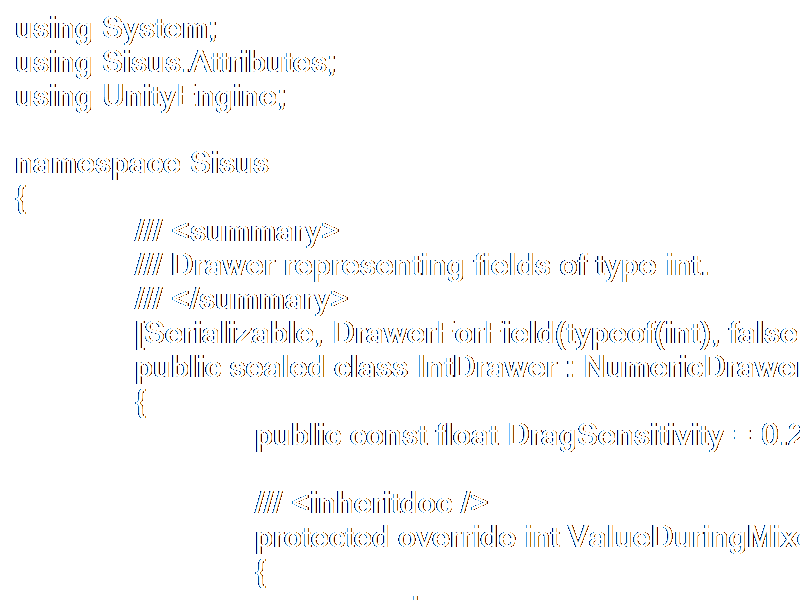 using System;
using Sisus.Attributes;
using UnityEngine;

namespace Sisus
{
/// <summary>
/// Drawer representing fields of type int.
/// </summary>
[Serializable, DrawerForField(typeof(int), false
public sealed class IntDrawer : NumericDrawer
{
public const float DragSensitivity = 0.2
/// <inheritdoc />
protected override int ValueDuringMixe
{